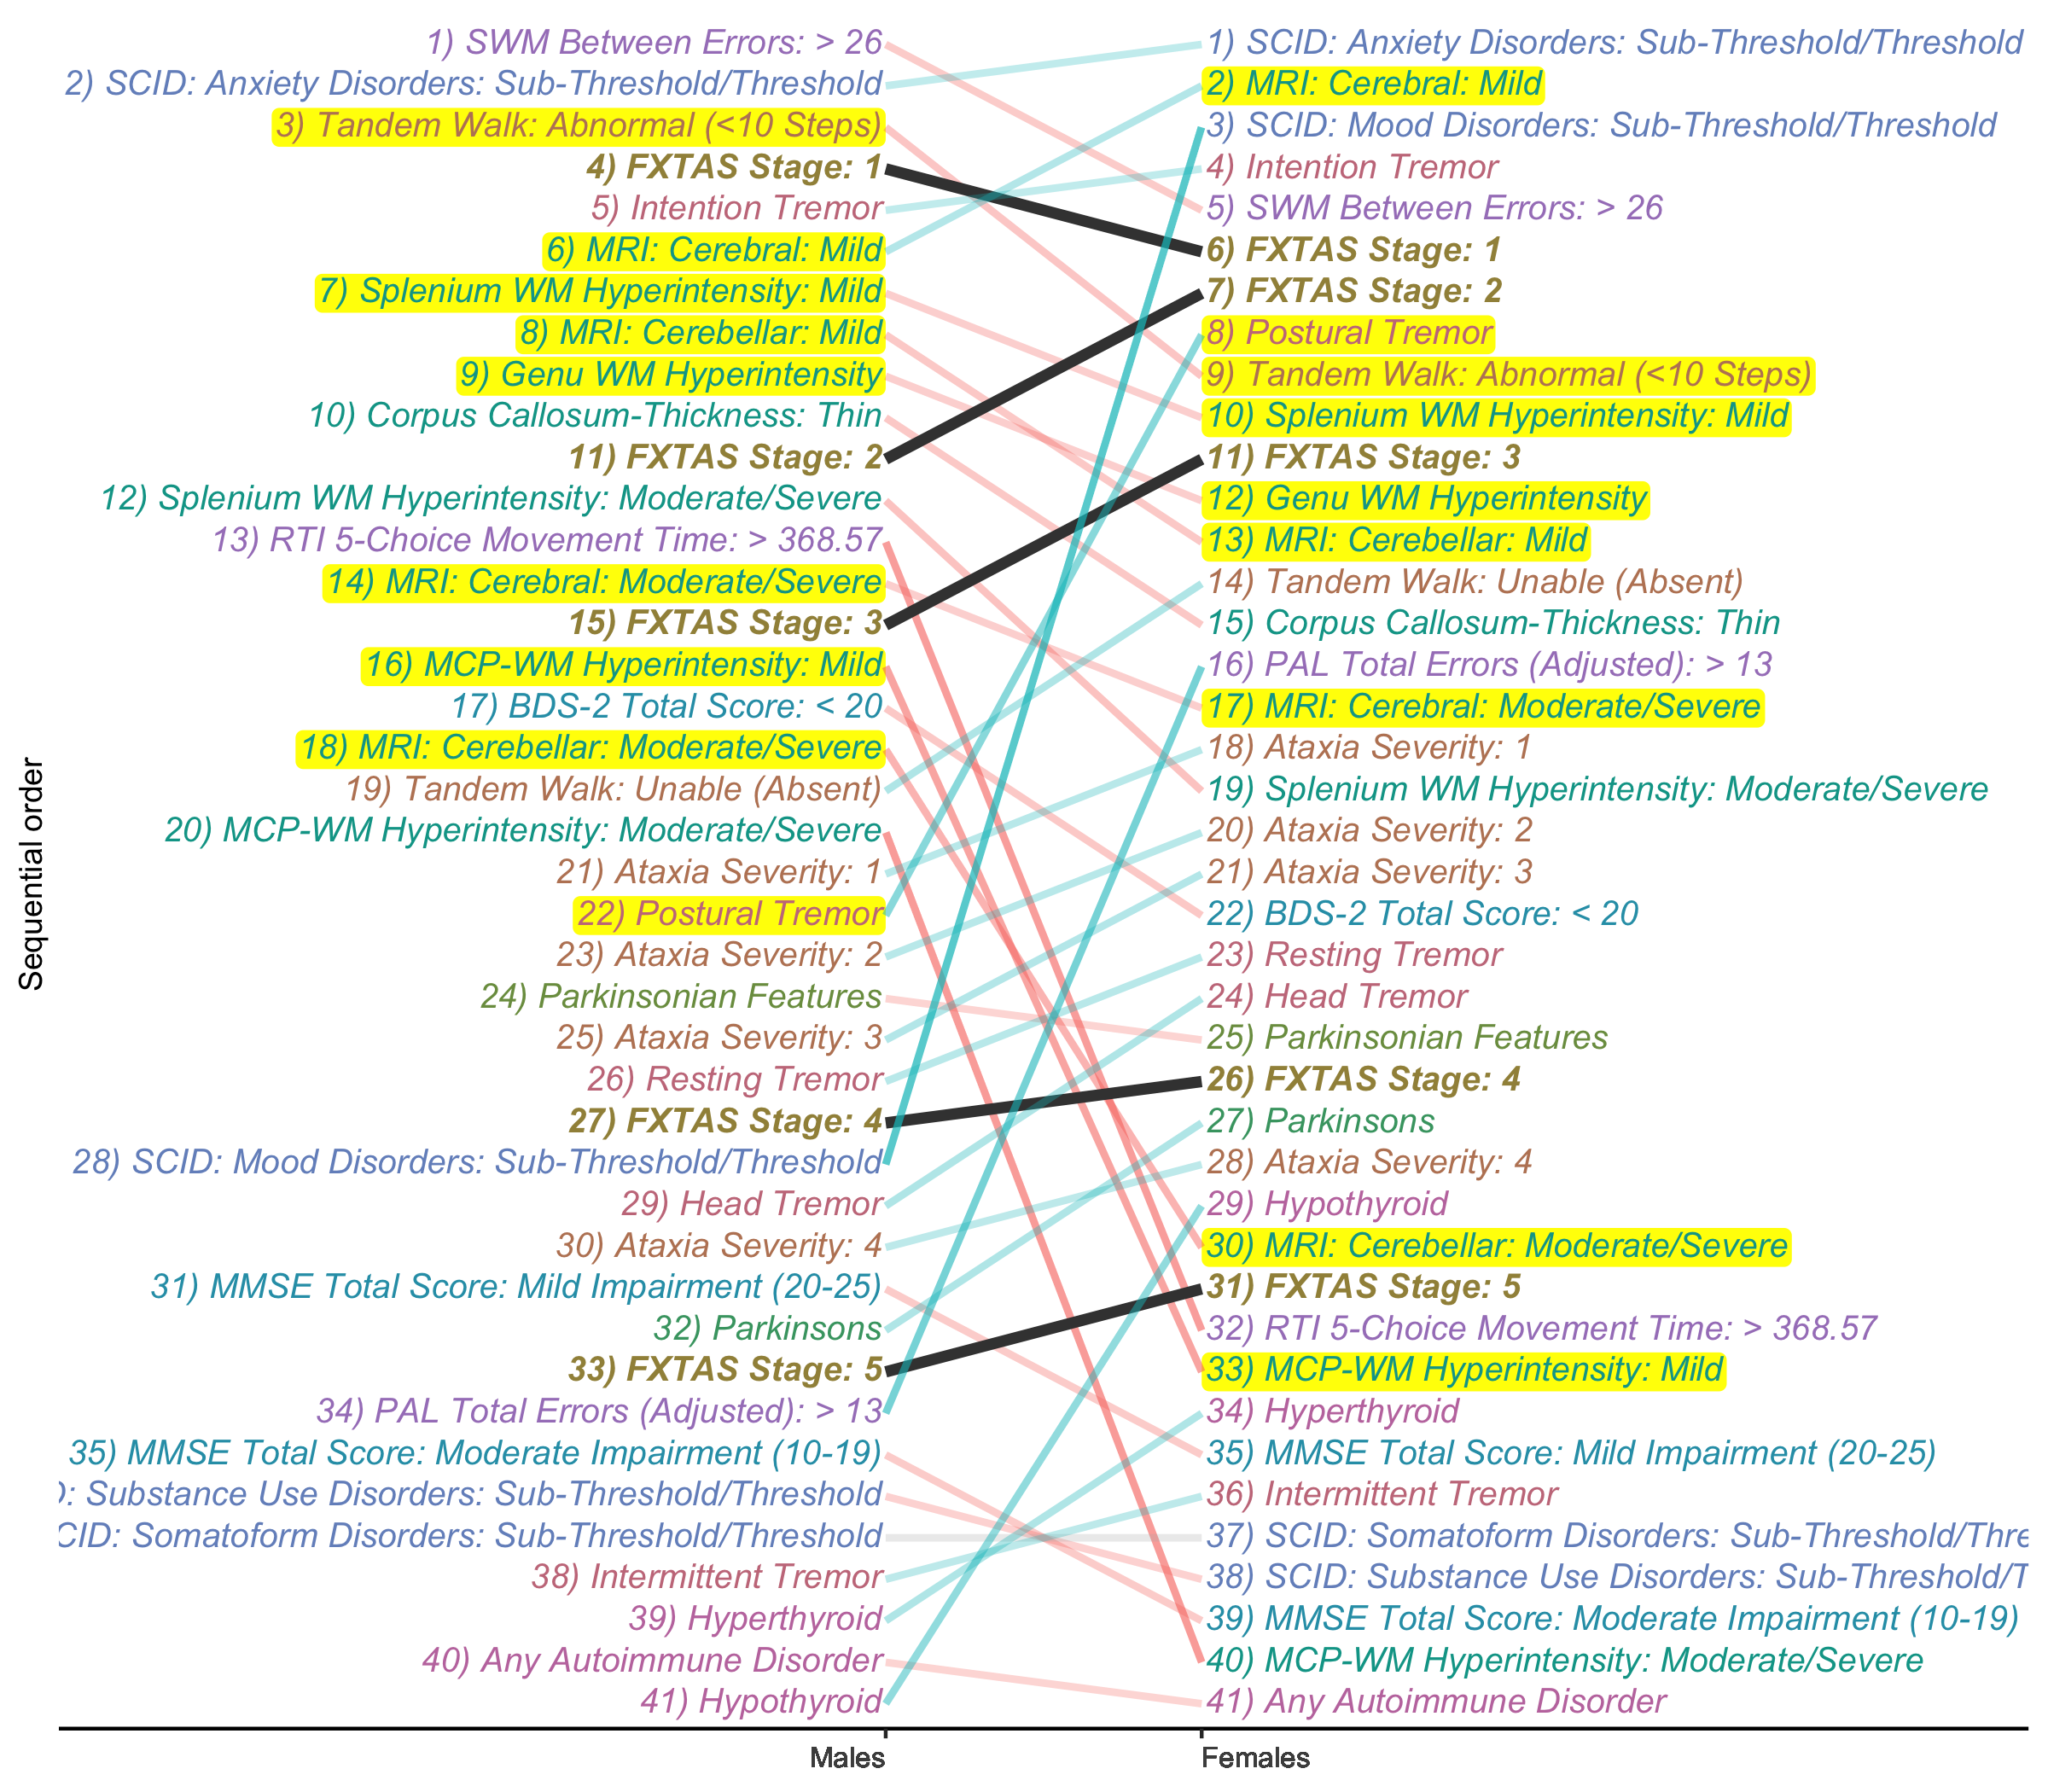 Sequential order
1) SWM Between Errors: > 26
2) SCID: Anxiety Disorders: Sub-Threshold/Threshold
3) Tandem Walk: Abnormal (<10 Steps)
4) FXTAS Stage: 1
5) Intention Tremor
6) MRI: Cerebral: Mild
7) Splenium WM Hyperintensity: Mild
8) MRI: Cerebellar: Mild
9) Genu WM Hyperintensity
10) Corpus Callosum-Thickness: Thin
11) FXTAS Stage: 2
12) Splenium WM Hyperintensity: Moderate/Severe
13) RTI 5-Choice Movement Time: > 368.57
14) MRI: Cerebral: Moderate/Severe
15) FXTAS Stage: 3
16) MCP-WM Hyperintensity: Mild
17) BDS-2 Total Score: < 20
18) MRI: Cerebellar: Moderate/Severe
19) Tandem Walk: Unable (Absent)
20) MCP-WM Hyperintensity: Moderate/Severe
21) Ataxia Severity: 1
22) Postural Tremor
23) Ataxia Severity: 2
24) Parkinsonian Features
25) Ataxia Severity: 3
26) Resting Tremor
27) FXTAS Stage: 4
28) SCID: Mood Disorders: Sub-Threshold/Threshold
29) Head Tremor
30) Ataxia Severity: 4
31) MMSE Total Score: Mild Impairment (20-25)
32) Parkinsons
33) FXTAS Stage: 5
34) PAL Total Errors (Adjusted): > 13
35) MMSE Total Score: Moderate Impairment (10-19)
: Substance Use Disorders: Sub-Threshold/Threshold
CID: Somatoform Disorders: Sub-Threshold/Threshold
38) Intermittent Tremor
39) Hyperthyroid
40) Any Autoimmune Disorder
41) Hypothyroid
Males
1) SCID: Anxiety Disorders: Sub-Threshold/Threshold
2) MRI: Cerebral: Mild
3) SCID: Mood Disorders: Sub-Threshold/Threshold
4) Intention Tremor
5) SWM Between Errors: > 26
6) FXTAS Stage: 1
7) FXTAS Stage: 2
8) Postural Tremor
9) Tandem Walk: Abnormal (<10 Steps)
10) Splenium WM Hyperintensity: Mild
11) FXTAS Stage: 3
12) Genu WM Hyperintensity
13) MRI: Cerebellar: Mild
14) Tandem Walk: Unable (Absent)
15) Corpus Callosum-Thickness: Thin
16) PAL Total Errors (Adjusted): > 13
17) MRI: Cerebral: Moderate/Severe
18) Ataxia Severity: 1
19) Splenium WM Hyperintensity: Moderate/Severe
20) Ataxia Severity: 2
21) Ataxia Severity: 3
22) BDS-2 Total Score: < 20
23) Resting Tremor
24) Head Tremor
25) Parkinsonian Features
26) FXTAS Stage: 4
27) Parkinsons
28) Ataxia Severity: 4
29) Hypothyroid
30) MRI: Cerebellar: Moderate/Severe
31) FXTAS Stage: 5
32) RTI 5-Choice Movement Time: > 368.57
33) MCP-WM Hyperintensity: Mild
34) Hyperthyroid
35) MMSE Total Score: Mild Impairment (20-25)
36) Intermittent Tremor
37) SCID: Somatoform Disorders: Sub-Threshold/Thre
38) SCID: Substance Use Disorders: Sub-Threshold/T
39) MMSE Total Score: Moderate Impairment (10-19)
40) MCP-WM Hyperintensity: Moderate/Severe
41) Any Autoimmune Disorder
Females